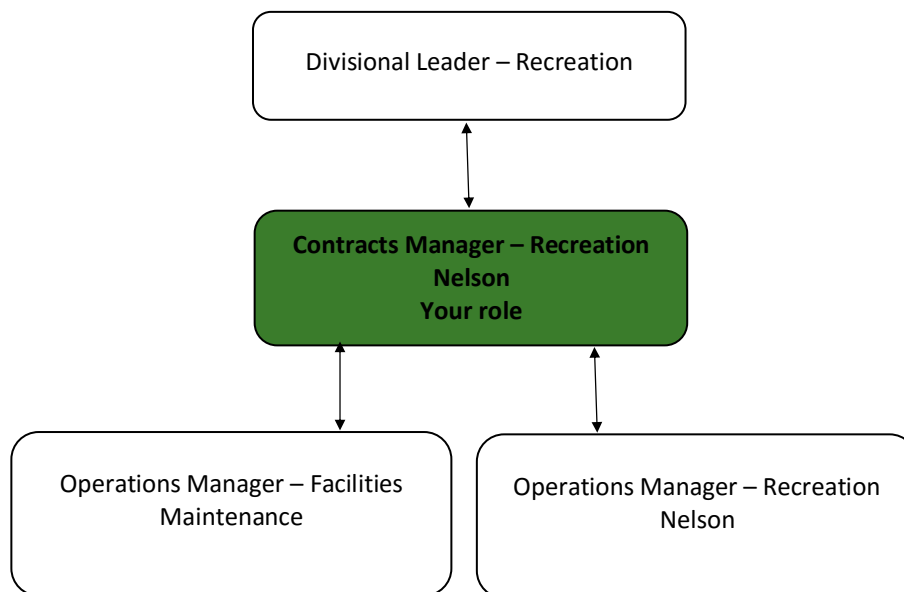 Divisional Leader – Recreation
Contracts Manager – Recreation
Nelson
Your role
Operations Manager – Facilities
Maintenance
Operations Manager – Recreation
Nelson